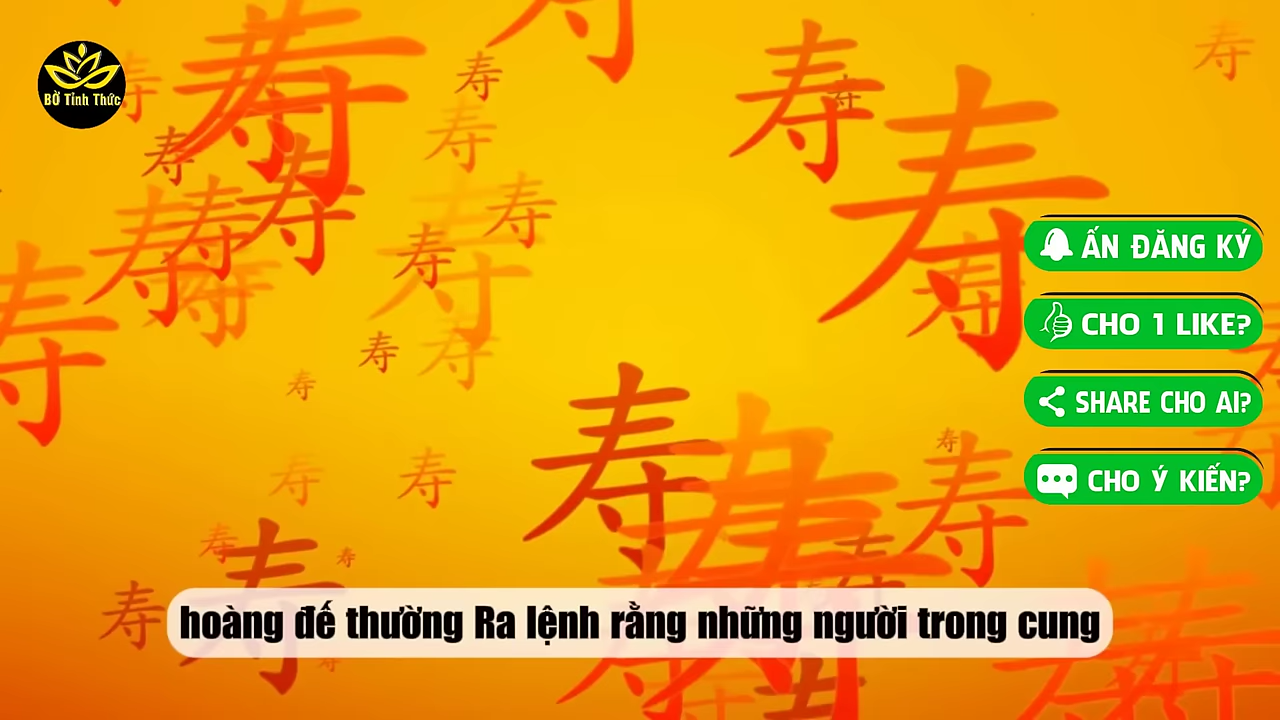 BỜ Tỉnh Thức
寿
ẤN ĐĂNG KÝ
CHO 1 LIKE?
SHARE CHO AI?
CHO Ý KIẾN?
hoàng đế thường Ra lệnh rằng những người trong cung